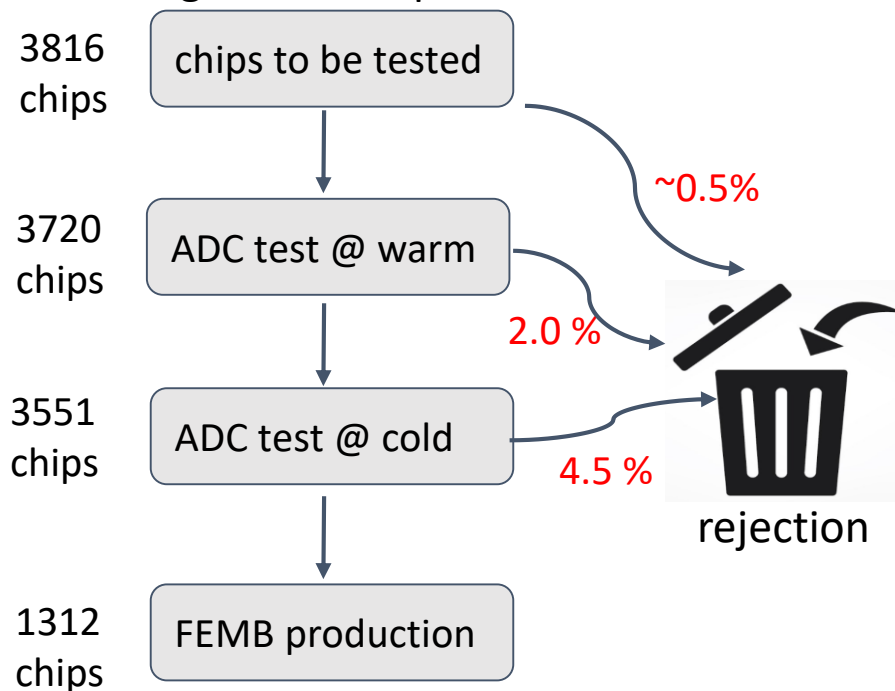 3816
chips
chips to be tested
~0.5%
3720
chips
ADC test @ warm
2.0 %
3551
chips
ADC test @ cold
4.5 %
rejection
1312
chips
FEMB production